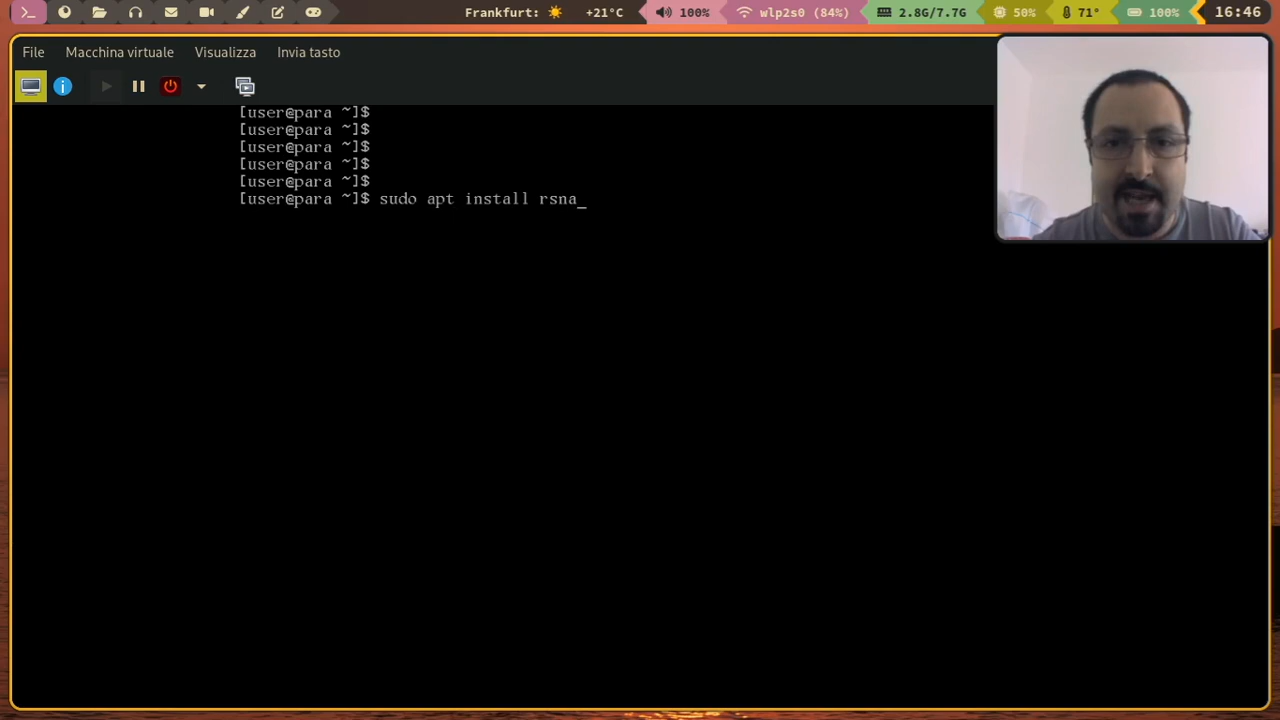 Frankfurt: +21°C 100% wlp2s0 (84%) 2.8G/7.7G 50% 71° 100% 16:46
File Macchina virtuale Visualizza Invia tasto
[user@para ~]$
[user@para ~]$
[user@para ~]$
[user@para ~]$
[user@para ~]$
[user@para ~]$ sudo apt install rsna_